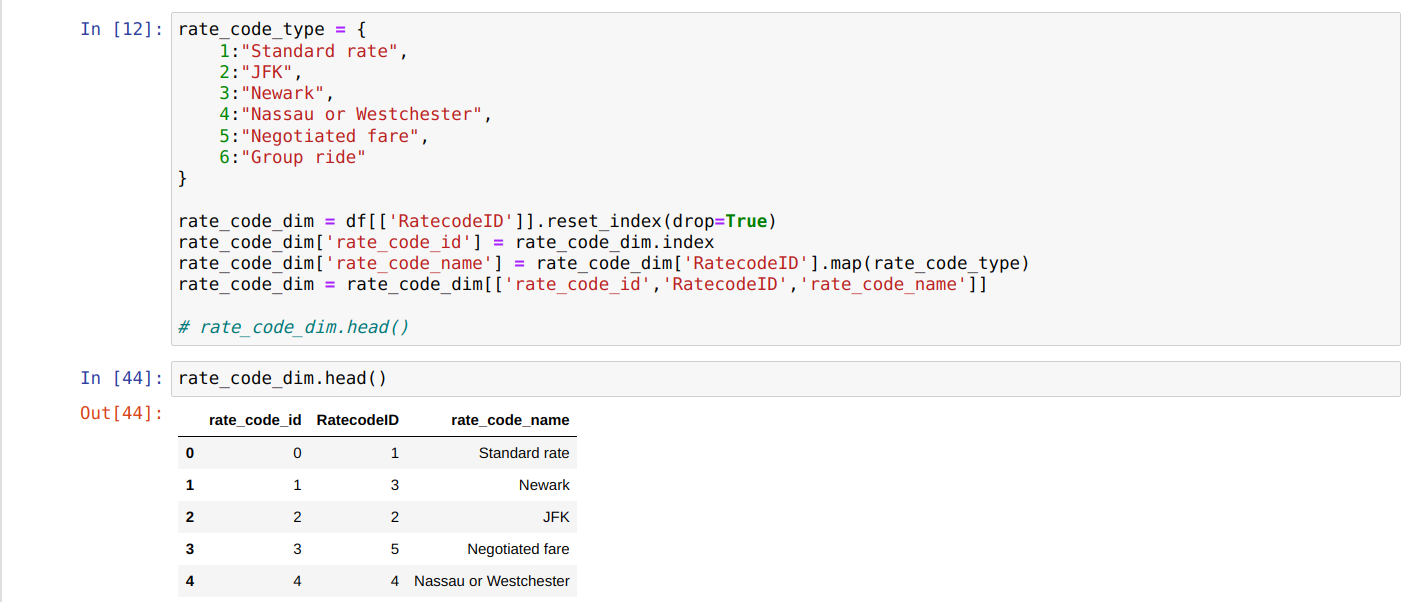 In [12]: rate_code_type = {
    1:"Standard rate",
    2:"JFK",
    3:"Newark",
    4:"Nassau or Westchester",
    5:"Negotiated fare",
    6:"Group ride"
}
rate_code_dim = df[['RatecodeID']].reset_index(drop=True)
rate_code_dim['rate_code_id'] = rate_code_dim.index
rate_code_dim['rate_code_name'] = rate_code_dim['RatecodeID'].map(rate_code_type)
rate_code_dim = rate_code_dim[['rate_code_id','RatecodeID','rate_code_name']]
# rate_code_dim.head()
In [44]: rate_code_dim.head()
Out[44]:
rate_code_id RatecodeID rate_code_name
0 0 1 Standard rate
1 1 3 Newark
2 2 2 JFK
3 3 5 Negotiated fare
4 4 4 Nassau or Westchester